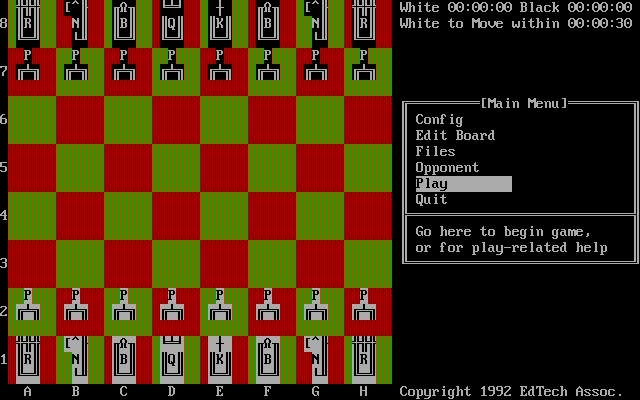 White 00:00:00 Black 00:00:00
White to Move within 00:00:30
8 R N B Q K B N R
7 P P P P P P P P
6
5
4
3
2 P P P P P P P P
1 R N B Q K B N R
A B C D E F G H
[Main Menu]
Config
Edit Board
Files
Opponent
Play
Quit
Go here to begin game,
or for play-related help
Copyright 1992 EdTech Assoc.